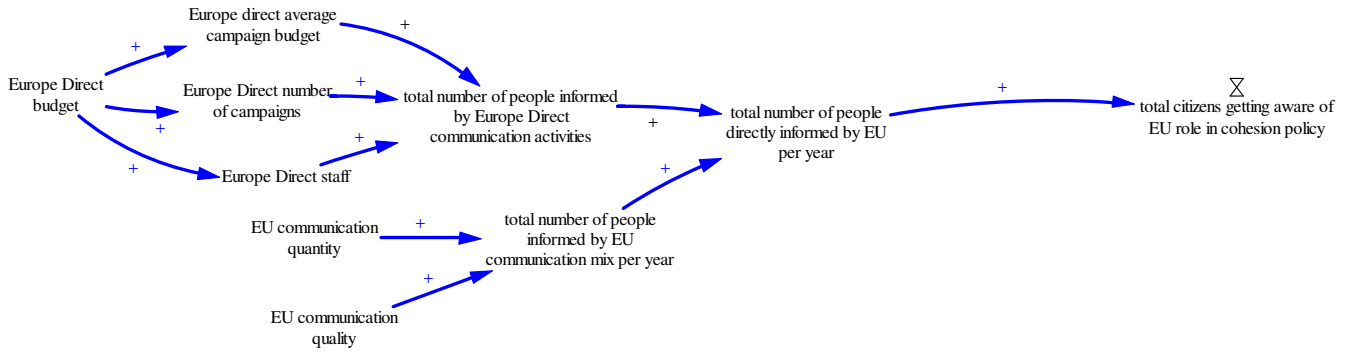 Europe direct average
campaign budget
+
+
Europe Direct
budget
Europe Direct number
of campaigns
+
+
total number of people informed
by Europe Direct
communication activities
+
+
Europe Direct staff
+
total number of people
directly informed by EU
per year
+
total citizens getting aware of
EU role in cohesion policy
+
EU communication
quantity
+
total number of people
informed by EU
communication mix per year
+
EU communication
quality
+